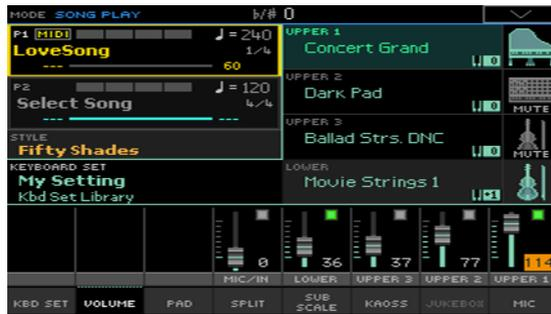 MODE SONG PLAY
b/# 0
P1 MIDI
♩=240
LoveSong
1/4
---
60
P2
♩=120
Select Song
4/4
---
---
STYLE
Fifty Shades
KEYBOARD SET
My Setting
Kbd Set Library
UPPER 1
Concert Grand
0
UPPER 2
Dark Pad
0
MUTE
UPPER 3
Ballad Strs. DNC
0
MUTE
LOWER
Movie Strings 1
+1
0
36
37
77
114
MIC/IN
LOWER
UPPER 3
UPPER 2
UPPER 1
KBD SET
VOLUME
PAD
SPLIT
SUB
SCALE
KAOSS
JUKEBOX
MIC